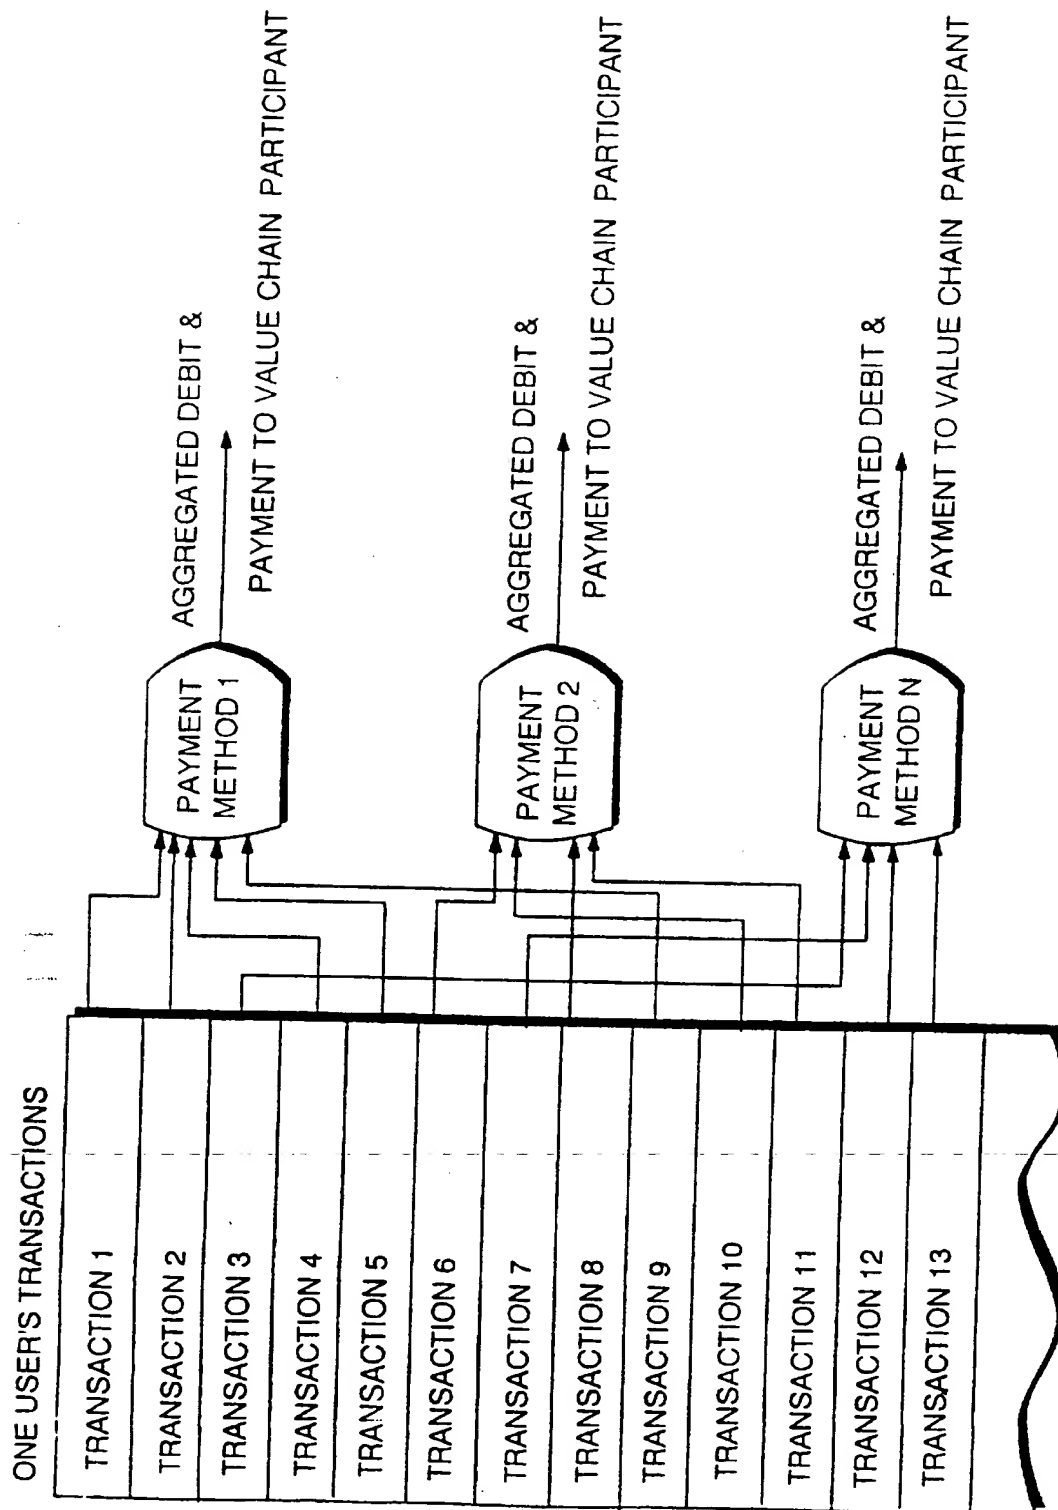 ONE USER'S TRANSACTIONS
TRANSACTION 1
TRANSACTION 2
TRANSACTION 3
TRANSACTION 4
TRANSACTION 5
TRANSACTION 6
TRANSACTION 7
TRANSACTION 8
TRANSACTION 9
TRANSACTION 10
TRANSACTION 11
TRANSACTION 12
TRANSACTION 13
PAYMENT
METHOD 1
AGGREGATED DEBIT &
PAYMENT TO VALUE CHAIN PARTICIPANT
PAYMENT
METHOD 2
AGGREGATED DEBIT &
PAYMENT TO VALUE CHAIN PARTICIPANT
PAYMENT
METHOD N
AGGREGATED DEBIT &
PAYMENT TO VALUE CHAIN PARTICIPANT